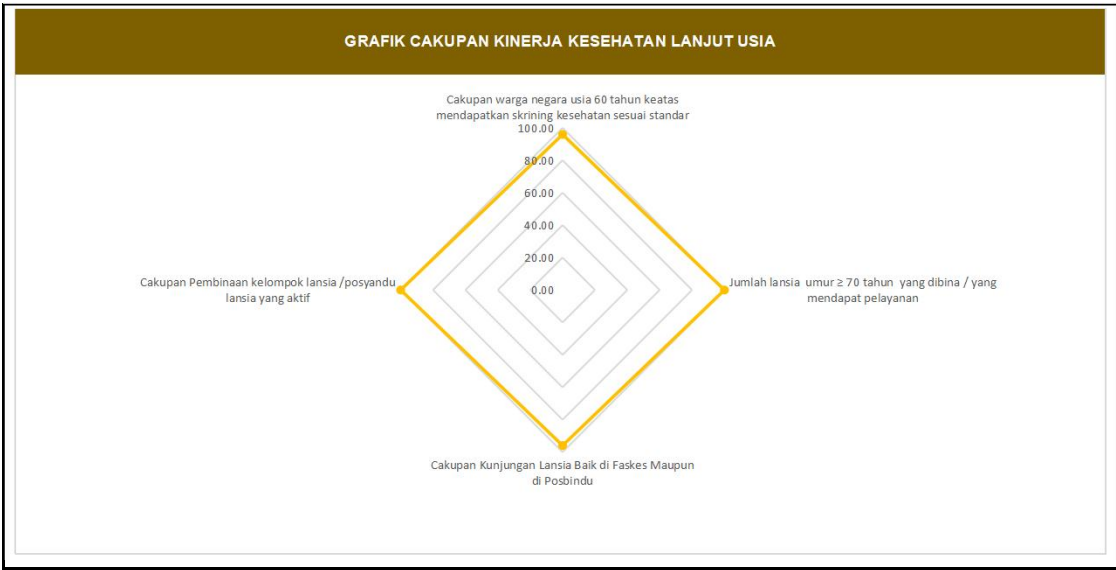 GRAFIK CAKUPAN KINERJA KESEHATAN LANJUT USIA
Cakupan warga negara usia 60 tahun keatas
mendapatkan skrining kesehatan sesuai standar
100.00
80.00
60.00
40.00
20.00
0.00
Cakupan Pembinaan kelompok lansia /posyandu
lansia yang aktif
Jumlah lansia umur ≥ 70 tahun yang dibina / yang
mendapat pelayanan
Cakupan Kunjungan Lansia Baik di Faskes Maupun
di Posbindu